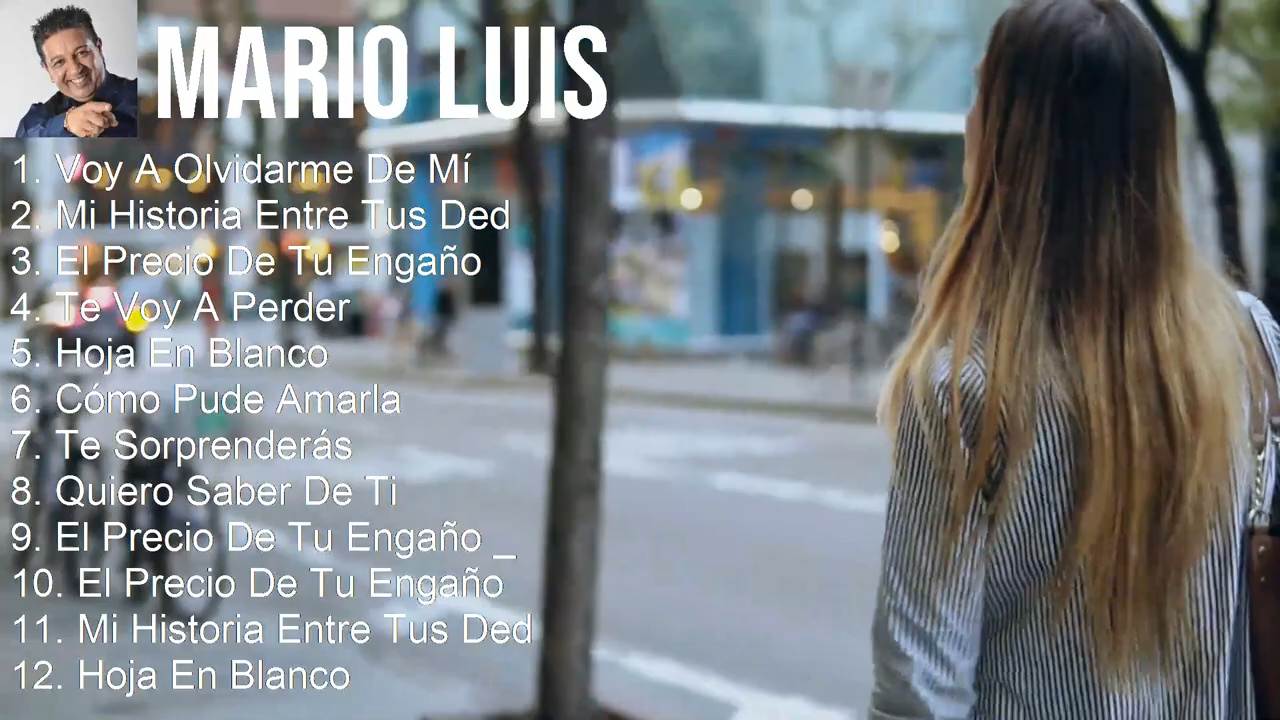 MARIO LUIS
1. Voy A Olvidarme De Mí
2. Mi Historia Entre Tus Ded
3. El Precio De Tu Engaño
4. Te Voy A Perder
5. Hoja En Blanco
6. Cómo Pude Amarla
7. Te Sorprenderás
8. Quiero Saber De Ti
9. El Precio De Tu Engaño _
10. El Precio De Tu Engaño
11. Mi Historia Entre Tus Ded
12. Hoja En Blanco